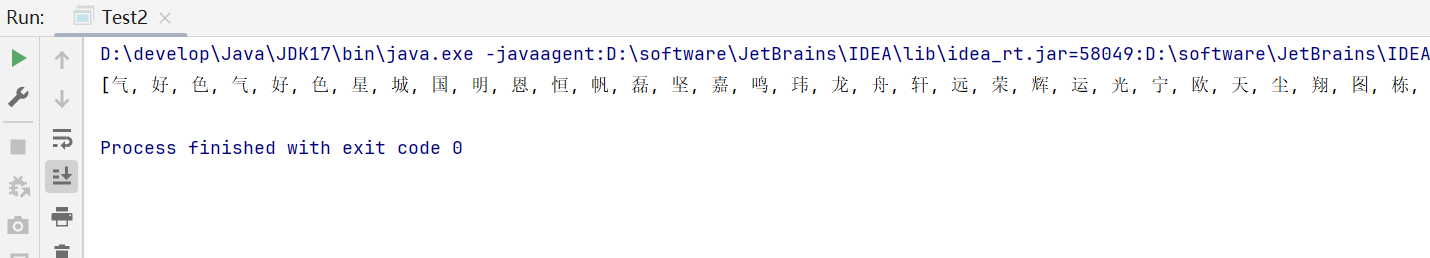 Run: Test2
D:\develop\Java\JDK17\bin\java.exe -javaagent:D:\software\JetBrains\IDEA\lib\idea_rt.jar=58049:D:\software\JetBrains\IDEA
[气, 好, 色, 气, 好, 色, 星, 城, 国, 明, 恩, 恒, 帆, 磊, 坚, 嘉, 鸣, 玮, 龙, 舟, 轩, 远, 荣, 辉, 运, 光, 宁, 欧, 天, 尘, 翔, 图, 栋,
Process finished with exit code 0